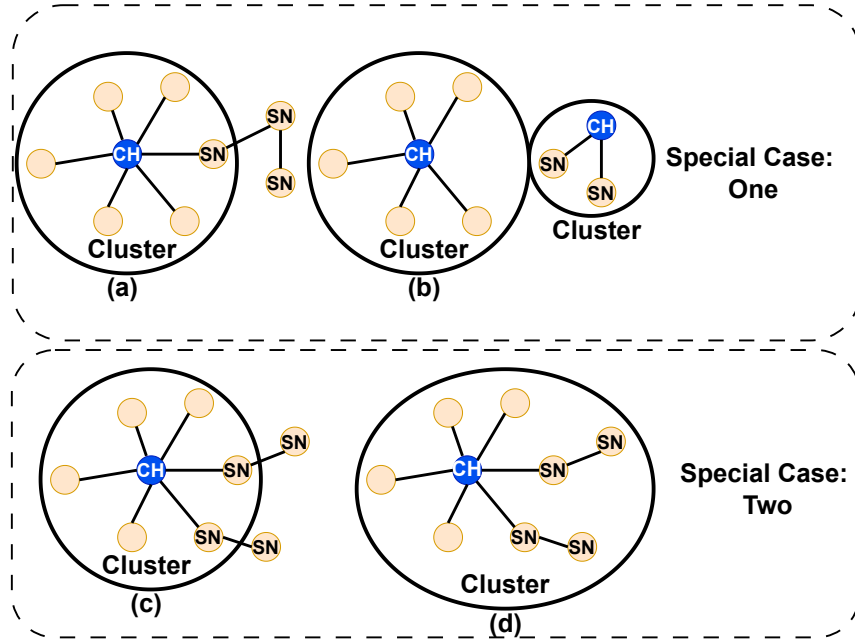 SN
CH
SN
SN
Cluster
(a)
CH
Cluster
(b)
CH
SN
SN
Cluster
Special Case:
One
SN
CH
SN
SN
SN
Cluster
(c)
SN
CH
SN
SN
SN
Cluster
(d)
Special Case:
Two